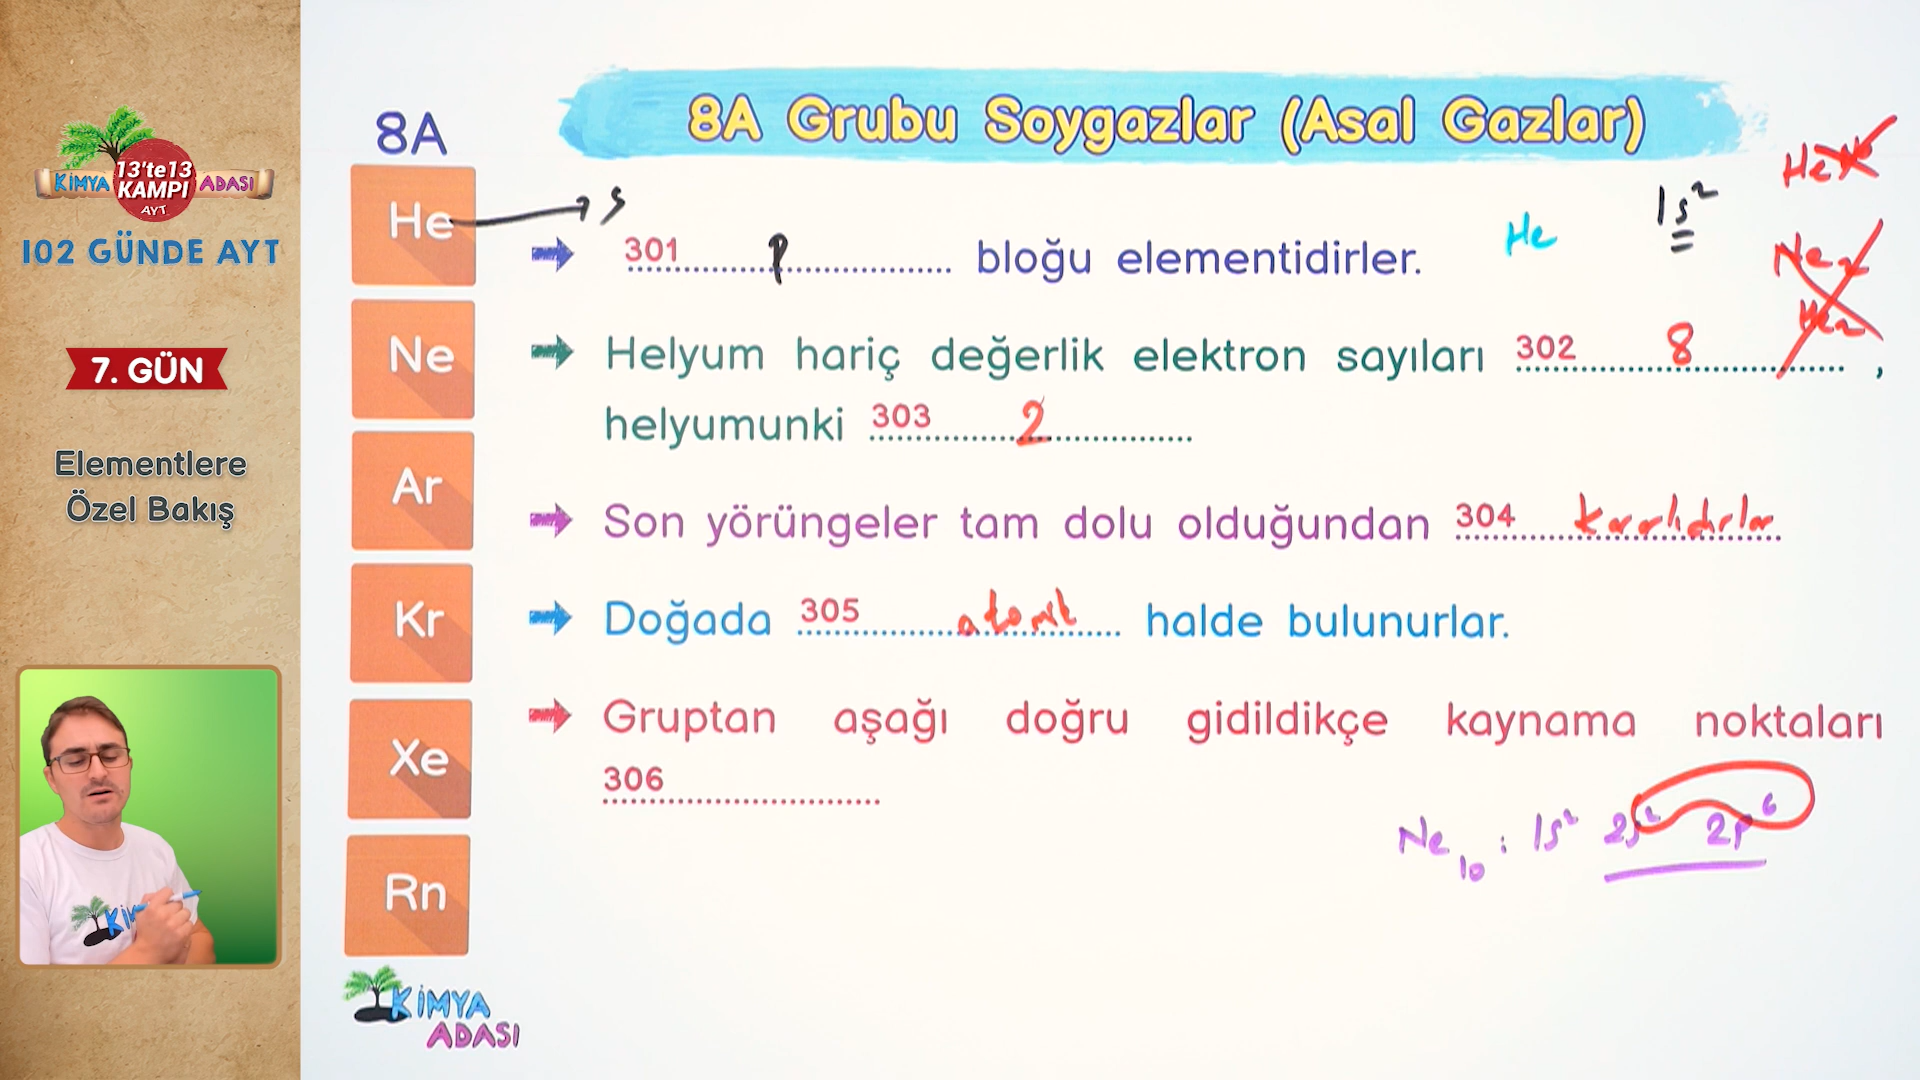 13'te13
KİMYA KAMPI ADASI
AYT
102 GÜNDE AYT
7. GÜN
Elementlere
Özel Bakış
8A
He
Ne
Ar
Kr
Xe
Rn
KİMYA
ADASI
8A Grubu Soygazlar (Asal Gazlar)
s
He 1s²
301 p bloğu elementidirler.
Helyum hariç değerlik elektron sayıları 302 8 ,
helyumunki 303 2
Son yörüngeler tam dolu olduğundan 304 kararlıdırlar
Doğada 305 atomik halde bulunurlar.
Gruptan aşağı doğru gidildikçe kaynama noktaları
306
Ne₁₀ : 1s² 2s² 2p⁶